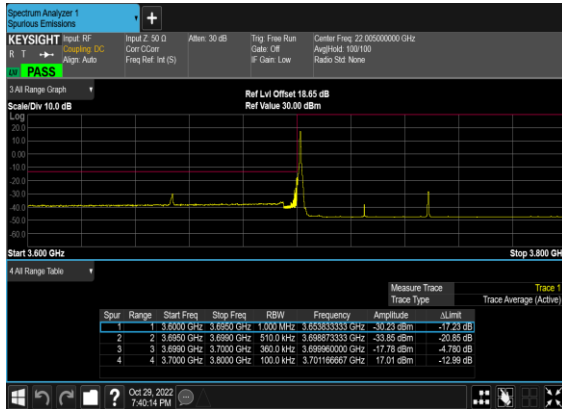 Spectrum Analyzer 1
Spurious Emissions
KEYSIGHT
R T
LU PASS
Input: RF
Coupling: DC
Align: Auto
Input Z: 50 Ω
Corr CCorr
Freq Ref: Int (S)
Atten: 30 dB
Trig: Free Run
Gate: Off
IF Gain: Low
Center Freq: 22.005000000 GHz
Avg|Hold: 100/100
Radio Std: None
3 All Range Graph
Scale/Div 10.0 dB
Ref Lvl Offset 18.65 dB
Ref Value 30.00 dBm
Log
20.0
10.0
0.00
-10.0
-20.0
-30.0
-40.0
-50.0
-60.0
Start 3.600 GHz
Stop 3.800 GH
4 All Range Table
Measure Trace Trace 1
Trace Type Trace Average (Active)
Spur Range Start Freq Stop Freq RBW Frequency Amplitude ΔLimit
1 1 3.6000 GHz 3.6950 GHz 1.000 MHz 3.653833333 GHz -30.23 dBm -17.23 dB
2 2 3.6950 GHz 3.6990 GHz 510.0 kHz 3.698873333 GHz -33.85 dBm -20.85 dB
3 3 3.6990 GHz 3.7000 GHz 360.0 kHz 3.699960000 GHz -17.78 dBm -4.780 dB
4 4 3.7000 GHz 3.8000 GHz 100.0 kHz 3.701166667 GHz 17.01 dBm -12.99 dB
Oct 29, 2022
7:40:14 PM